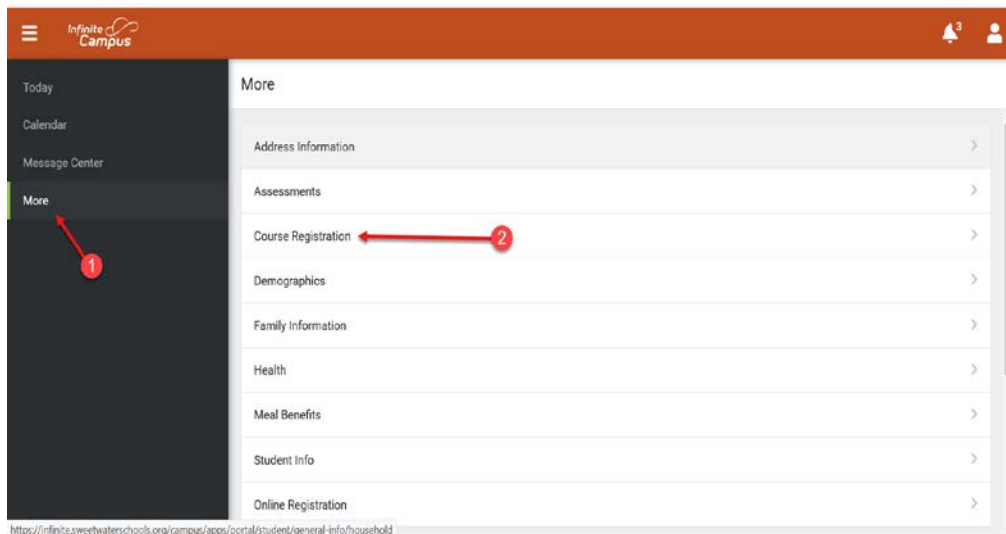 Infinite
Campus
3
Today
Calendar
Message Center
More
1
More
Address Information
Assessments
Course Registration
2
Demographics
Family Information
Health
Meal Benefits
Student Info
Online Registration
https://infinite.sweetwaterschools.org/campus/apps/portal/student/general-info/household